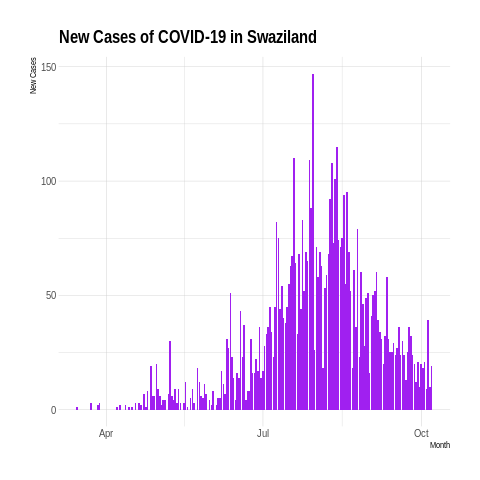 New Cases of COVID-19 in Swaziland
New Cases
150
100
50
0
Apr
Jul
Oct
Month